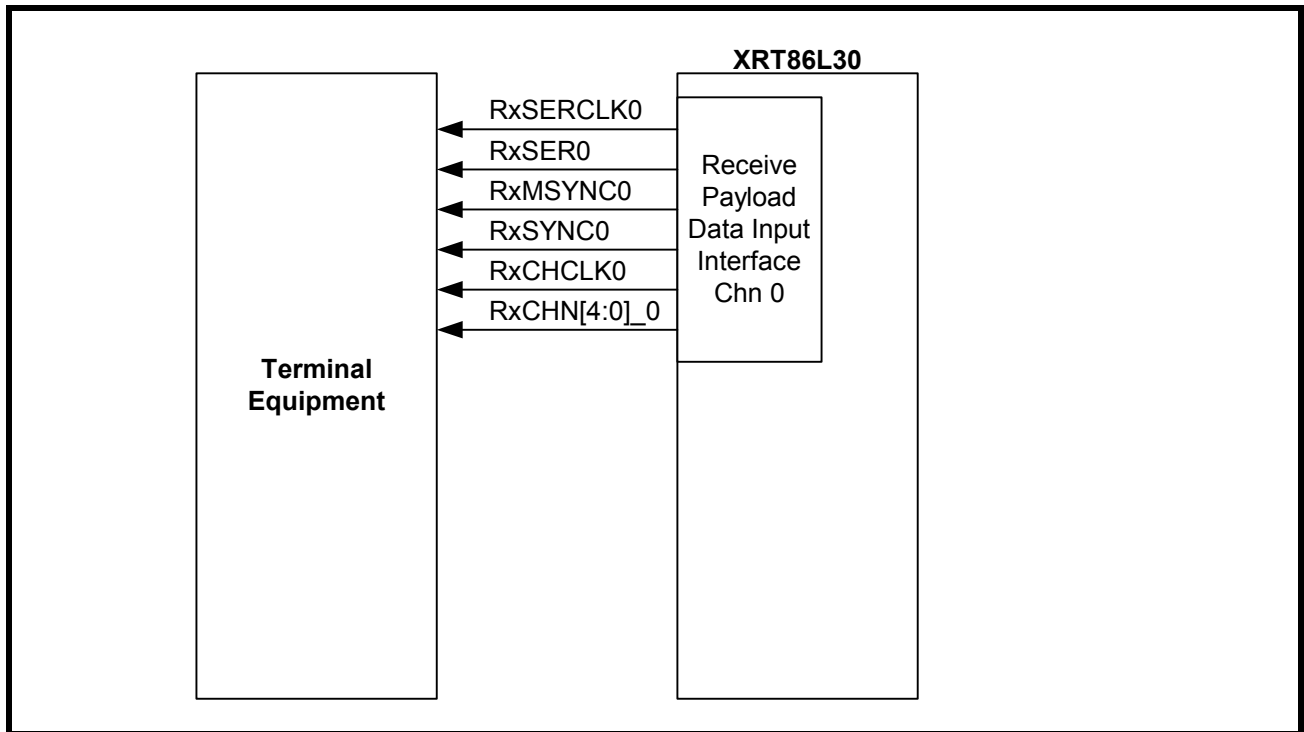 XRT86L30
RxSERCLK0
RxSER0
RxMSYNC0
RxSYNC0
RxCHCLK0
RxCHN[4:0]_0
Receive
Payload
Data Input
Interface
Chn 0
Terminal
Equipment